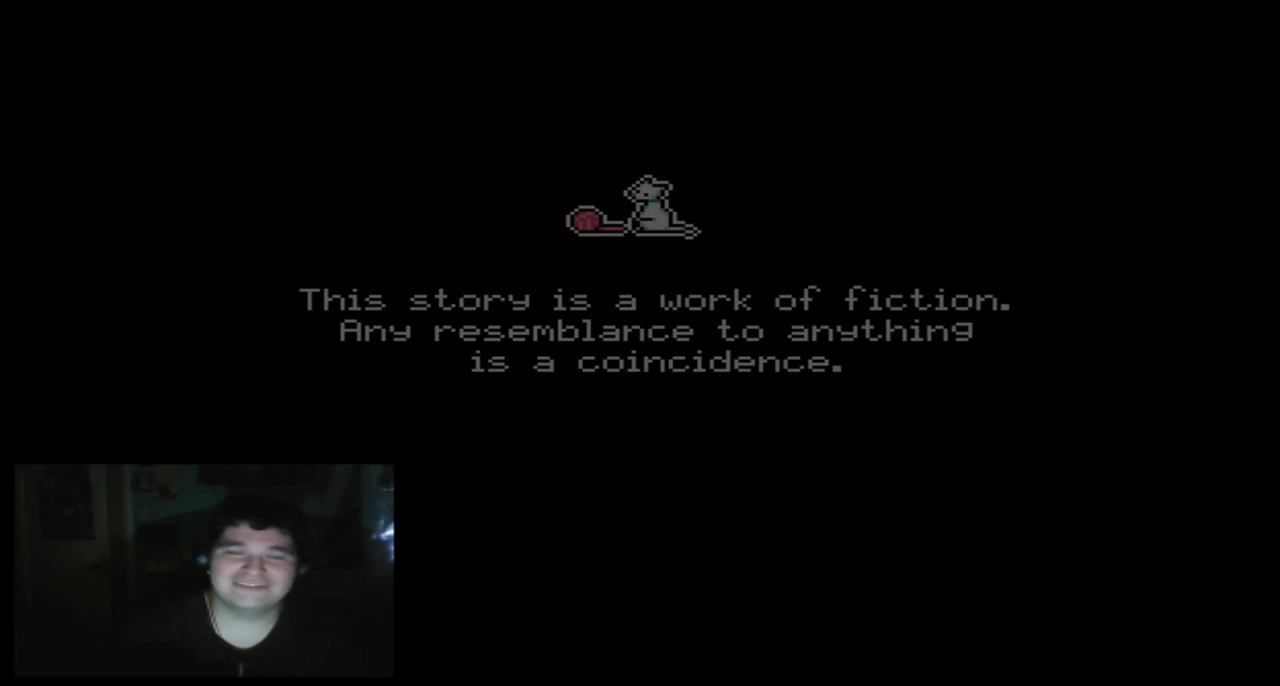 This story is a work of fiction.
Any resemblance to anything
is a coincidence.